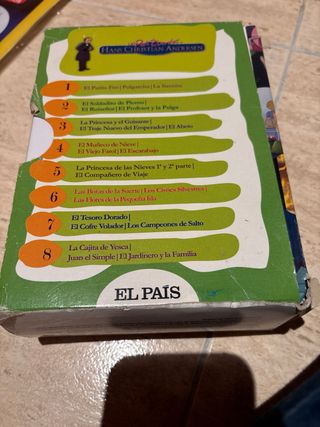 HANS CHRISTIAN ANDERSEN
1 El Patito Feo | Pulgarcita | La Sirenita
2 El Soldadito de Plomo |
El Ruiseñor | El Profesor y la Pulga
3 La Princesa y el Guisante |
El Traje Nuevo del Emperador | El Abeto
4 El Muñeco de Nieve |
El Viejo Farol | El Escarabajo
5 La Princesa de las Nieves 1ª y 2ª parte |
El Compañero de Viaje
6 Las Botas de la Suerte | Los Cisnes Silvestres |
Las Flores de la Pequeña Ida
7 El Tesoro Dorado |
El Cofre Volador | Los Campeones de Salto
8 La Cajita de Yesca |
Juan el Simple | El Jardinero y la Familia
EL PAÍS